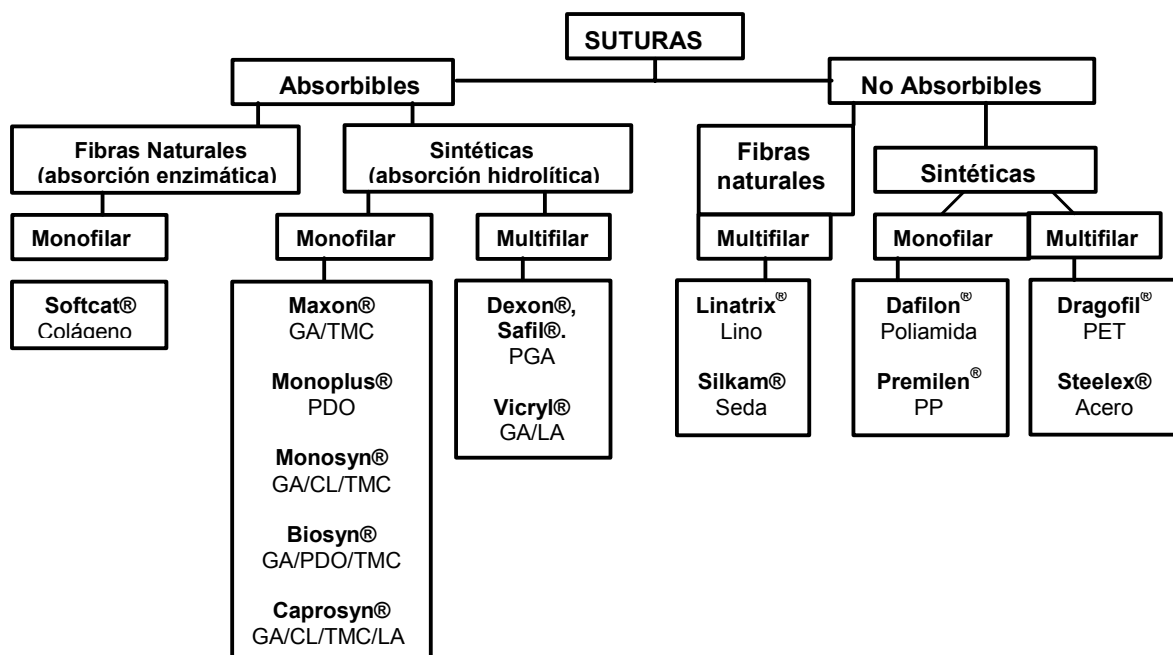 SUTURAS
Absorbibles
No Absorbibles
Fibras Naturales
(absorción enzimática)
Sintéticas
(absorción hidrolítica)
Fibras
naturales
Sintéticas
Monofilar
Monofilar
Multifilar
Multifilar
Monofilar
Multifilar
Softcat®
Colágeno
Maxon®
GA/TMC
Monoplus®
PDO
Monosyn®
GA/CL/TMC
Biosyn®
GA/PDO/TMC
Caprosyn®
GA/CL/TMC/LA
Dexon®,
Safil®.
PGA
Vicryl®
GA/LA
Linatrix®
Lino
Silkam®
Seda
Dafilon®
Poliamida
Premilen®
PP
Dragofil®
PET
Steelex®
Acero